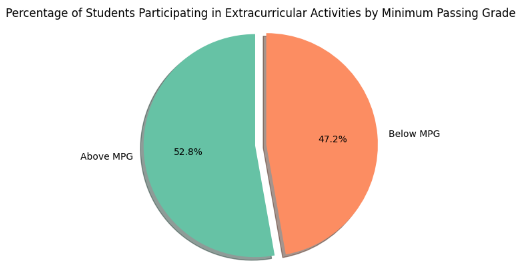 Percentage of Students Participating in Extracurricular Activities by Minimum Passing Grade
47.2%
Below MPG
52.8%
Above MPG